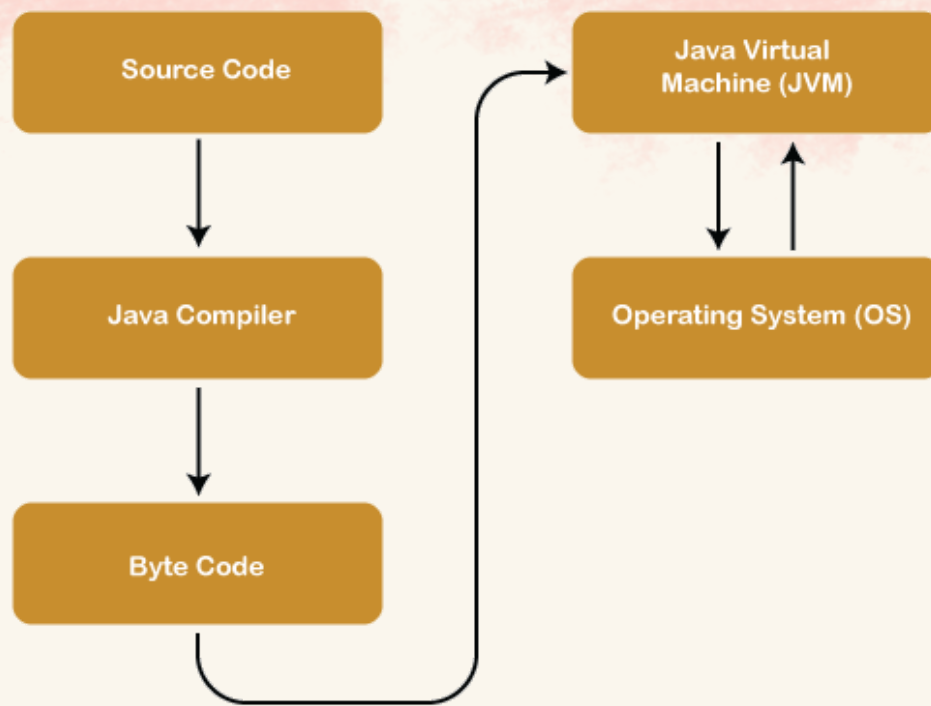 Source Code
Java Compiler
Byte Code
Java Virtual
Machine (JVM)
Operating System (OS)